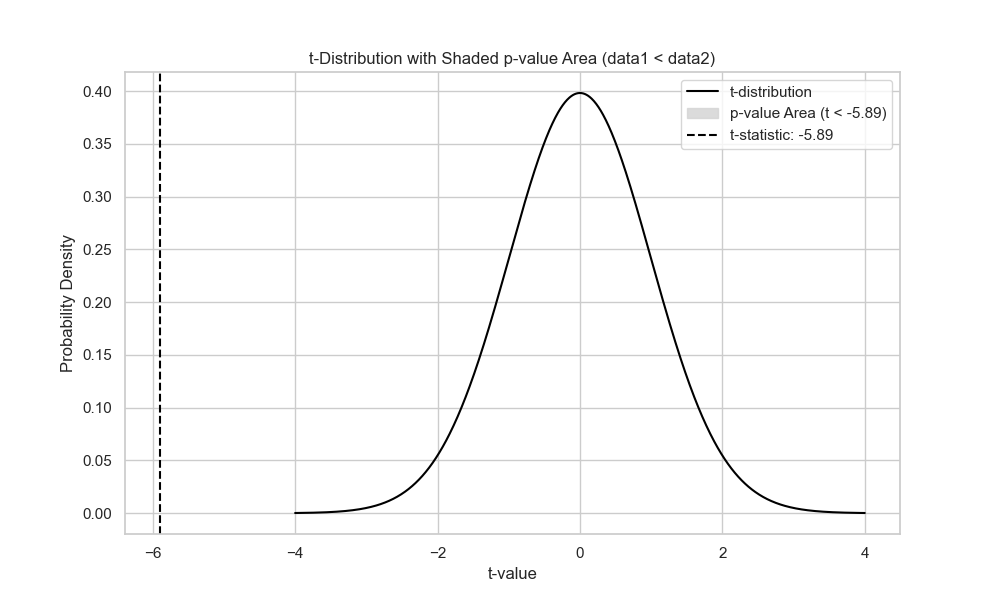 t-Distribution with Shaded p-value Area (data1 < data2)
t-distribution
p-value Area (t < -5.89)
t-statistic: -5.89
Probability Density
0.40
0.35
0.30
0.25
0.20
0.15
0.10
0.05
0.00
−6
−4
−2
0
2
4
t-value